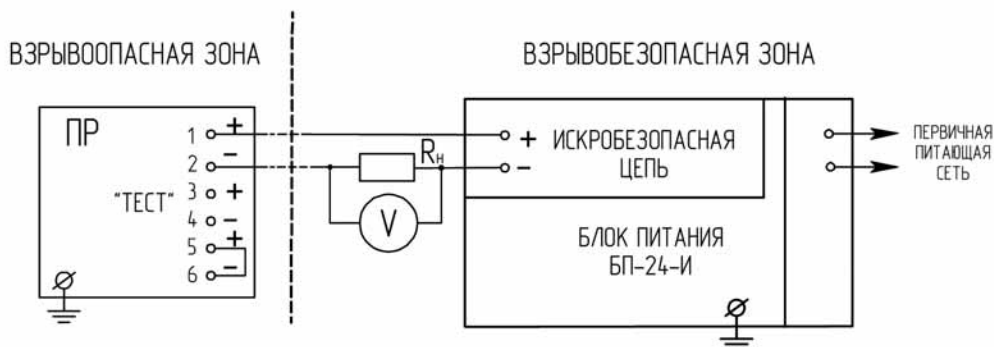 ВЗРЫВООПАСНАЯ ЗОНА
ВЗРЫВОБЕЗОПАСНАЯ ЗОНА
ПР
1 +
2 -
"ТЕСТ"
3 +
4 -
5 +
6 -
Rн
V
+
-
ИСКРОБЕЗОПАСНАЯ
ЦЕПЬ
БЛОК ПИТАНИЯ
БП-24-И
ПЕРВИЧНАЯ
ПИТАЮЩАЯ
СЕТЬ